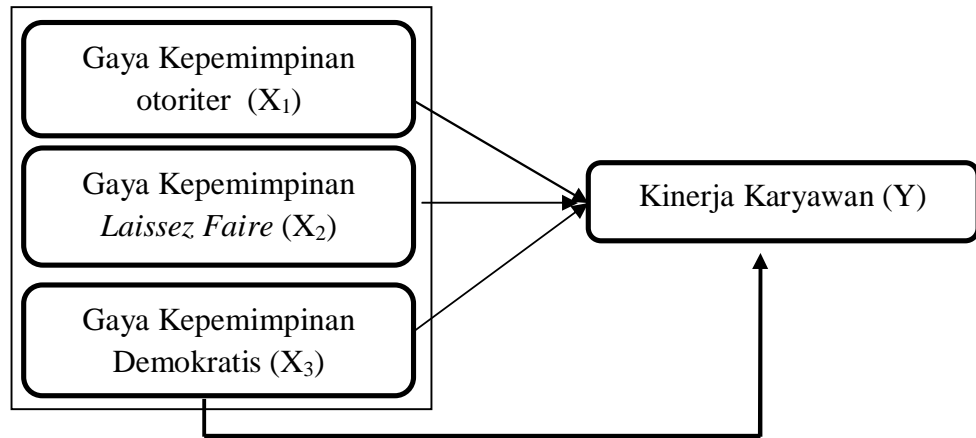 Gaya Kepemimpinan
otoriter (X₁)
Gaya Kepemimpinan
Laissez Faire (X₂)
Gaya Kepemimpinan
Demokratis (X₃)
Kinerja Karyawan (Y)